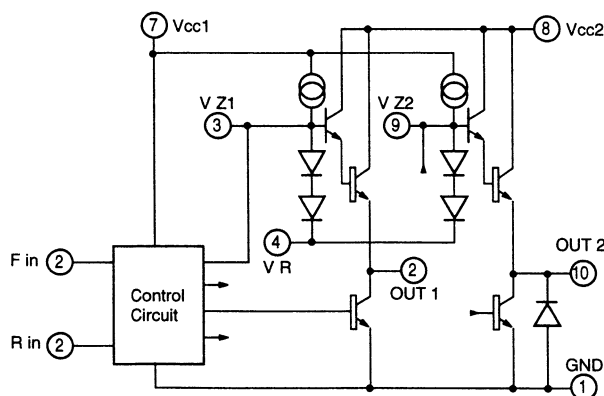 7 Vcc1
8 Vcc2
V Z1
3
V Z2
9
4
V R
F in 2
2
OUT 1
OUT 2
10
Control
Circuit
R in 2
GND
1